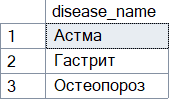 disease_name
1 Астма
2 Гастрит
3 Остеопороз